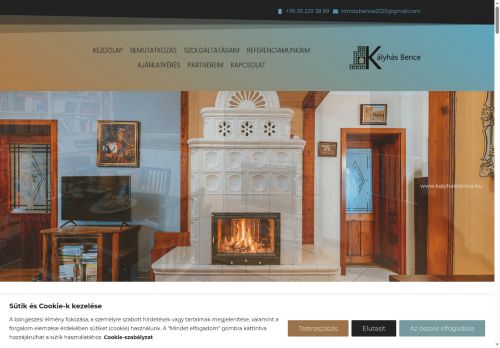 +36 30 229 38 89 tamas.bence2020@gmail.com
KEZDŐLAP BEMUTATKOZÁS SZOLGÁLTATÁSAIM REFERENCIAMUNKÁIM
AJÁNLATKÉRÉS PARTNEREIM KAPCSOLAT
Kályhás Bence
www.kalyhasbence.hu
Sütik és Cookie-k kezelése
A böngészési élmény fokozása, a személyre szabott hirdetések vagy tartalmak megjelenítése, valamint a
forgalom elemzése érdekében sütiket (cookie) használunk. A "Mindet elfogadom" gombra kattintva
hozzájárulhat a sütik használatához. Cookie-szabályzat
Testreszabás
Elutasít
Az összes elfogadása